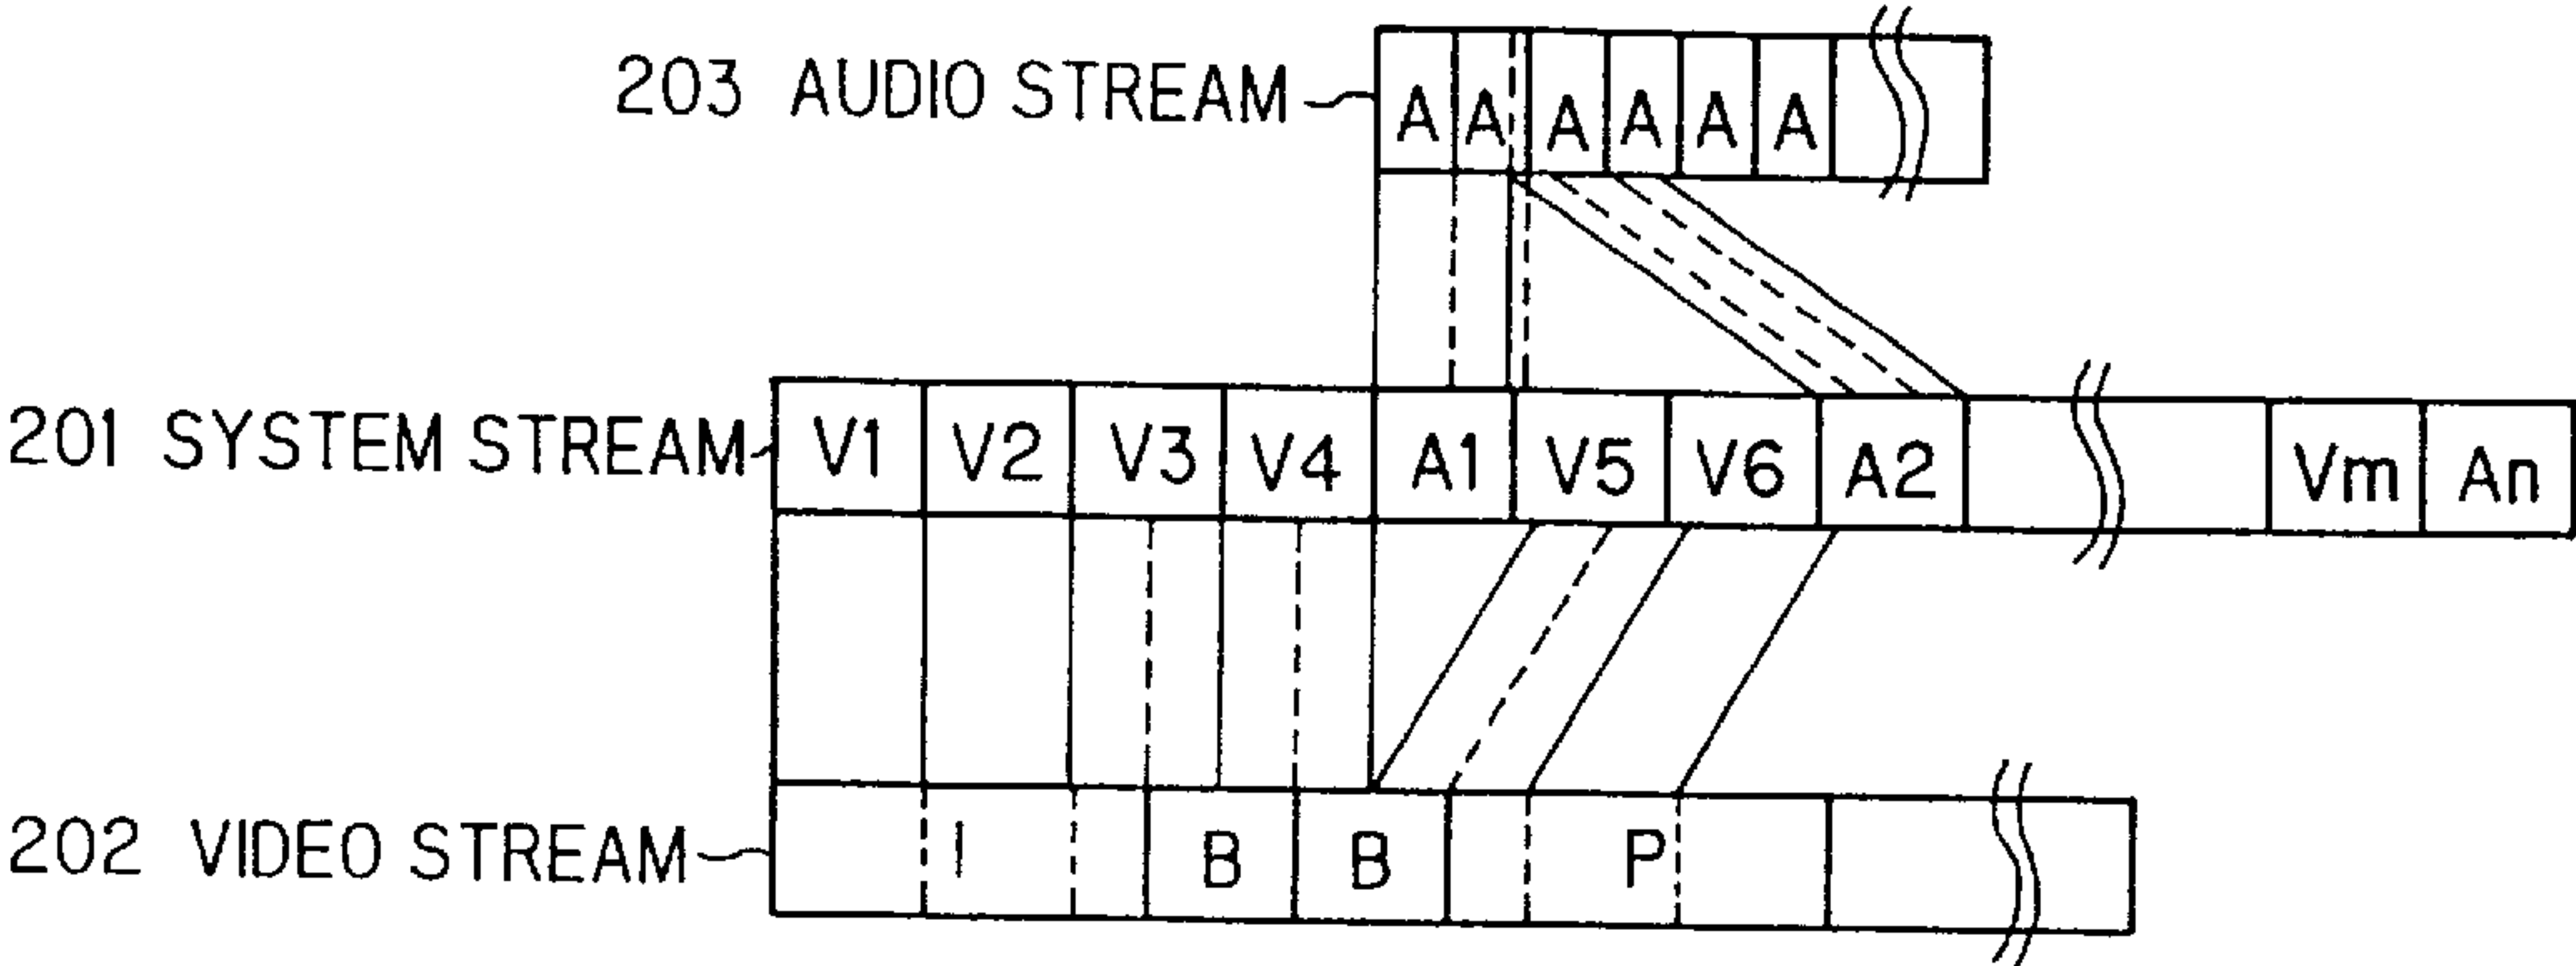 203 AUDIO STREAM A A A A A A
201 SYSTEM STREAM V1 V2 V3 V4 A1 V5 V6 A2 Vm An
202 VIDEO STREAM I B B P